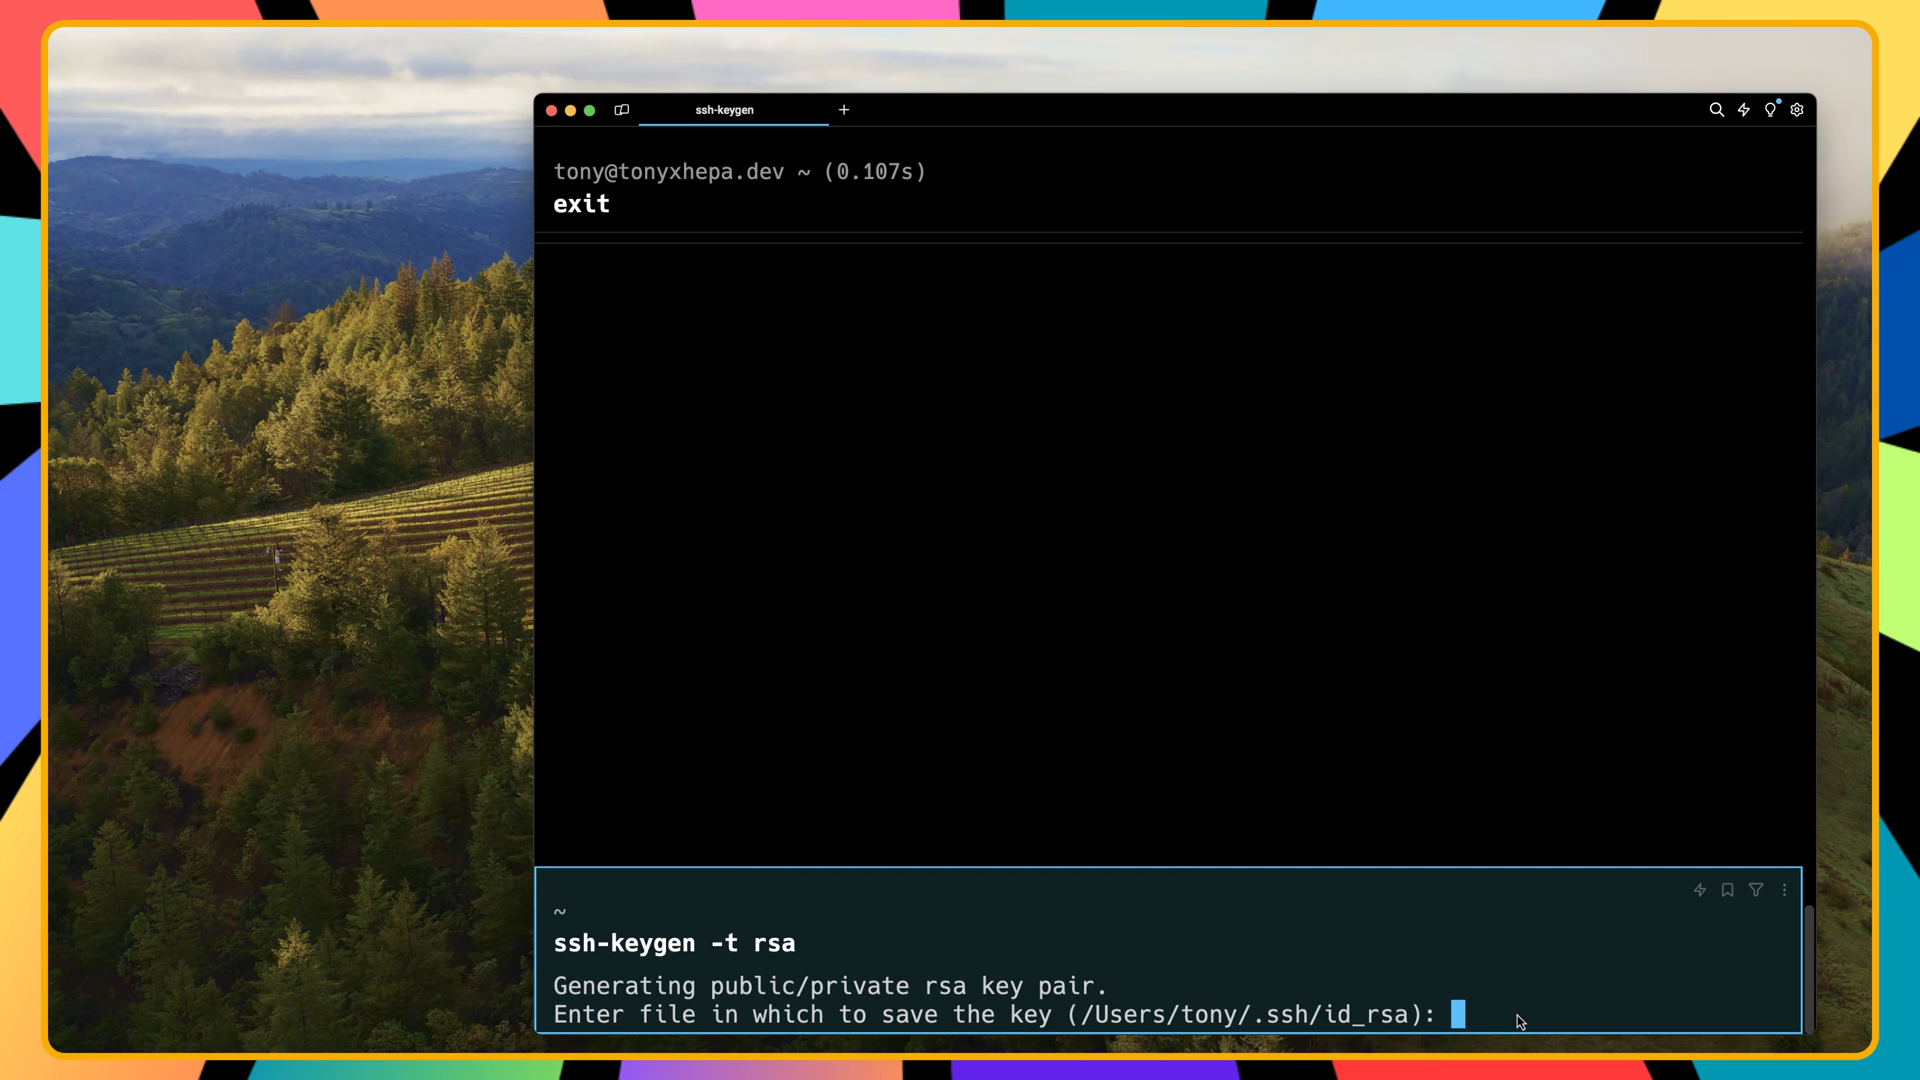 ssh-keygen
tony@tonyxhepa.dev ~ (0.107s)
exit
~
ssh-keygen -t rsa
Generating public/private rsa key pair.
Enter file in which to save the key (/Users/tony/.ssh/id_rsa):